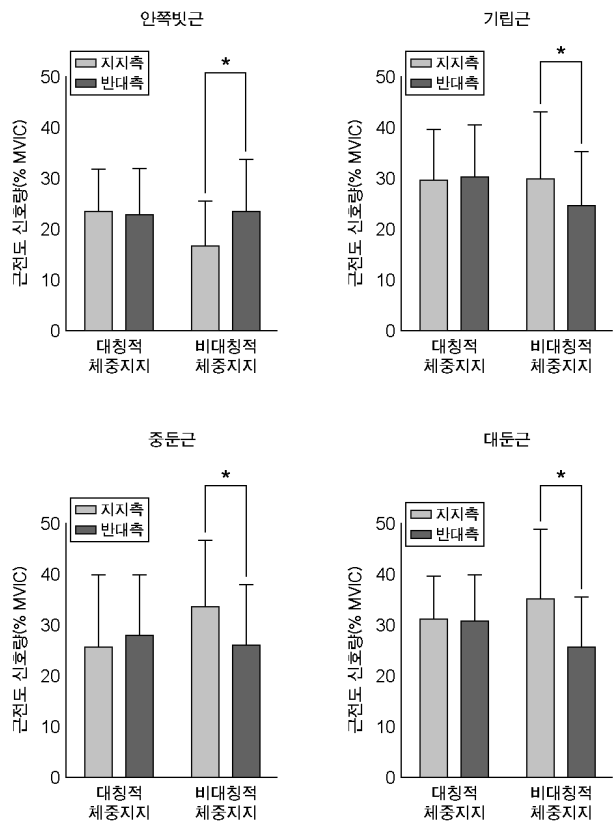 안쪽빗근
지지측
반대측
*
근전도 신호량(% MVIC)
50
40
30
20
10
0
대칭적
체중지지
비대칭적
체중지지
기립근
지지측
반대측
*
근전도 신호량(% MVIC)
50
40
30
20
10
0
대칭적
체중지지
비대칭적
체중지지
중둔근
지지측
반대측
*
근전도 신호량(% MVIC)
50
40
30
20
10
0
대칭적
체중지지
비대칭적
체중지지
대둔근
지지측
반대측
*
근전도 신호량(% MVIC)
50
40
30
20
10
0
대칭적
체중지지
비대칭적
체중지지